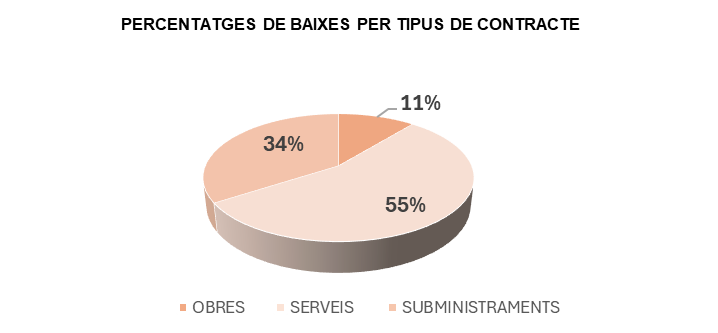 PERCENTATGES DE BAIXES PER TIPUS DE CONTRACTE
11%
34%
55%
OBRES SERVEIS SUBMINISTRAMENTS